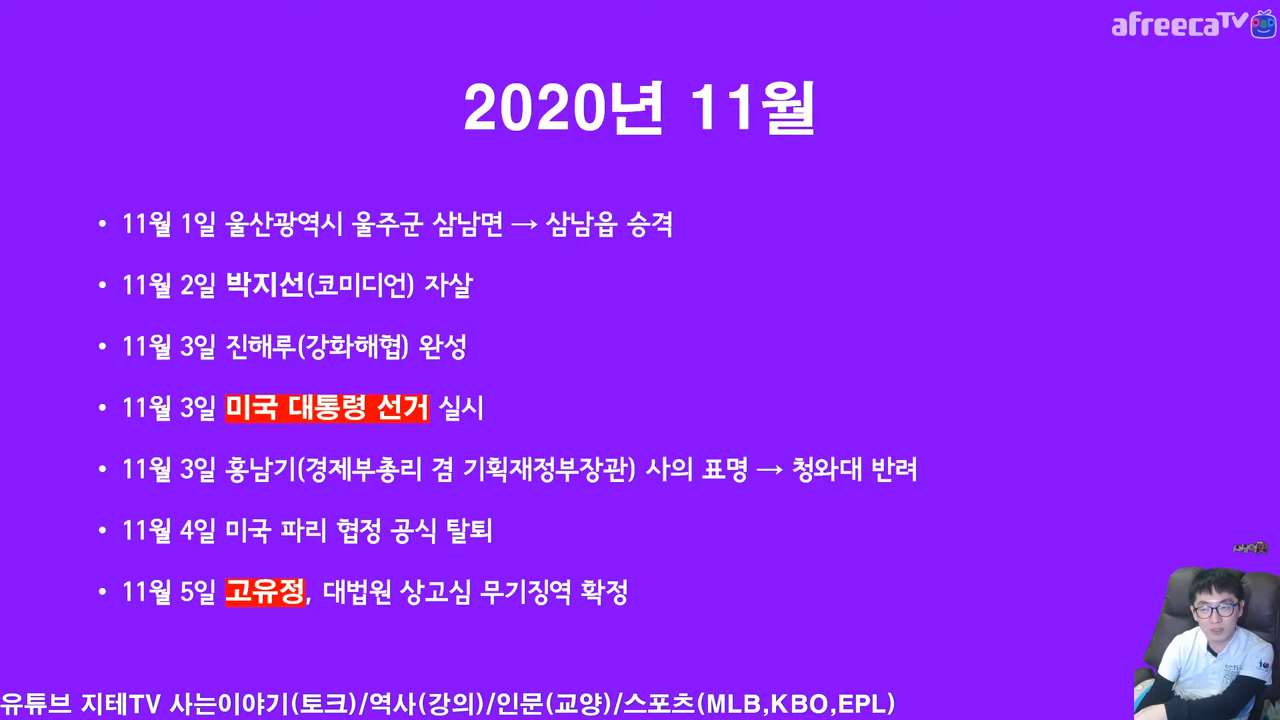 afreecaTV
2020년 11월
• 11월 1일 울산광역시 울주군 삼남면 → 삼남읍 승격
• 11월 2일 박지선(코미디언) 자살
• 11월 3일 진해루(강화해협) 완성
• 11월 3일 미국 대통령 선거 실시
• 11월 3일 홍남기(경제부총리 겸 기획재정부장관) 사의 표명 → 청와대 반려
• 11월 4일 미국 파리 협정 공식 탈퇴
• 11월 5일 고유정, 대법원 상고심 무기징역 확정
유튜브 지테TV 사는이야기(토크)/역사(강의)/인문(교양)/스포츠(MLB,KBO,EPL)